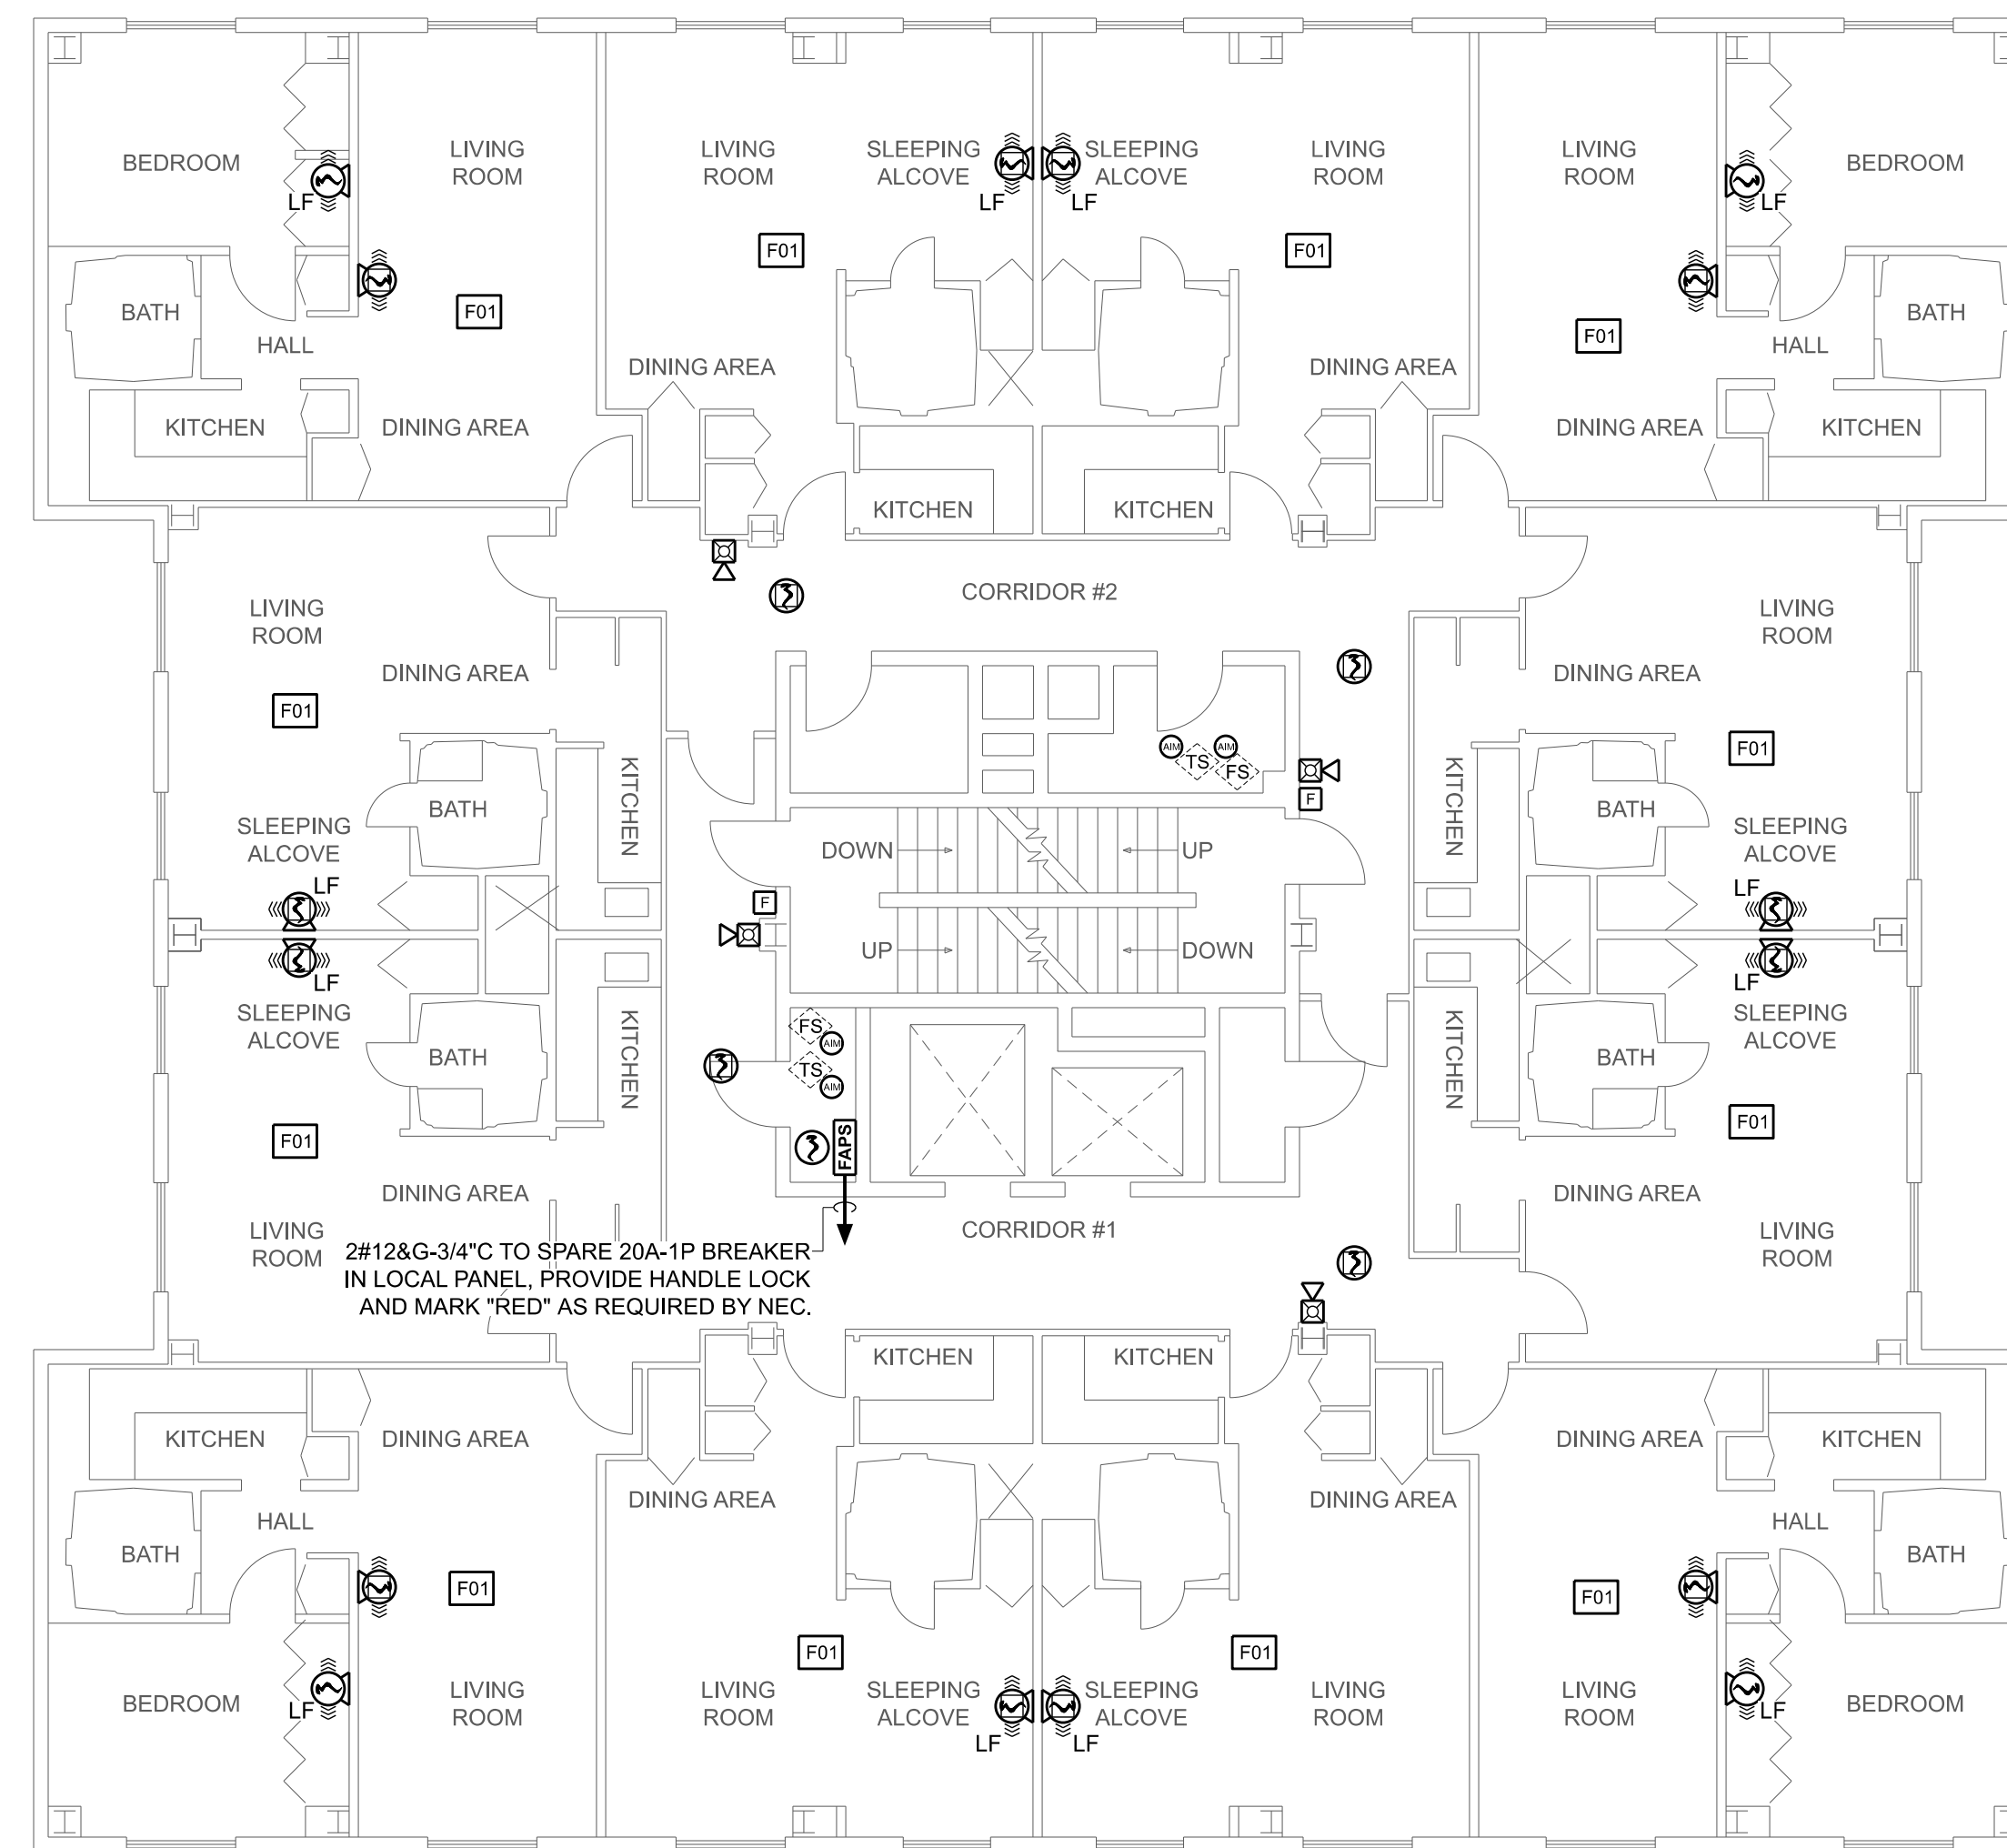 LIVING
ROOM
LIVING
ROOM
SLEEPING
ALCOVE
SLEEPING
ALCOVE
LIVING
ROOM
LIVING
ROOM
BEDROOM
BEDROOM
LF
LF
LF
LF
F01
F01
F01
F01
BATH
BATH
HALL
HALL
DINING AREA
DINING AREA
KITCHEN
DINING AREA
DINING AREA
KITCHEN
KITCHEN
KITCHEN
CORRIDOR #2
LIVING
ROOM
LIVING
ROOM
DINING AREA
DINING AREA
F01
F01
AIM
TS
AIM
FS
KITCHEN
KITCHEN
BATH
BATH
F
SLEEPING
ALCOVE
SLEEPING
ALCOVE
DOWN
UP
LF
LF
F
UP
DOWN
LF
LF
SLEEPING
ALCOVE
SLEEPING
ALCOVE
FS
AIM
TS
AIM
KITCHEN
KITCHEN
BATH
BATH
F01
F01
FAPS
DINING AREA
DINING AREA
LIVING
ROOM
LIVING
ROOM
CORRIDOR #1
2#12&G-3/4"C TO SPARE 20A-1P BREAKER
IN LOCAL PANEL, PROVIDE HANDLE LOCK
AND MARK "RED" AS REQUIRED BY NEC.
KITCHEN
KITCHEN
KITCHEN
DINING AREA
DINING AREA
KITCHEN
DINING AREA
DINING AREA
HALL
HALL
BATH
BATH
F01
F01
F01
F01
BEDROOM
LF
LIVING
ROOM
LIVING
ROOM
SLEEPING
ALCOVE
LF
SLEEPING
ALCOVE
LF
LIVING
ROOM
LIVING
ROOM
LF
BEDROOM